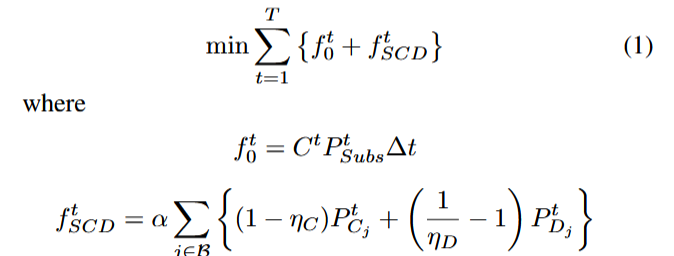 min ∑_{t=1}^{T} {f_0^t + f_{SCD}^t} (1)
where
f_0^t = C^t P_{Subs}^t Δt
f_{SCD}^t = α ∑_{j∈ℬ} {(1 − η_C)P_{C_j}^t + (1/η_D − 1) P_{D_j}^t}